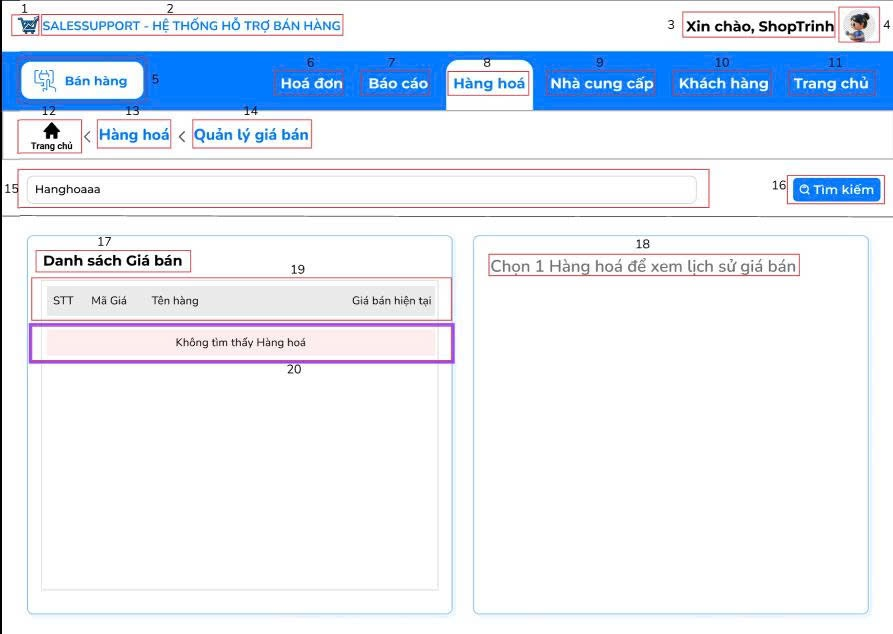 1
2
SALESSUPPORT - HỆ THỐNG HỖ TRỢ BÁN HÀNG
3
Xin chào, ShopTrinh
4
Bán hàng
5
6
Hoá đơn
7
Báo cáo
8
Hàng hoá
9
Nhà cung cấp
10
Khách hàng
11
Trang chủ
12
Trang chủ
<
13
Hàng hoá
<
14
Quản lý giá bán
15
Hanghoaaa
16
Tìm kiếm
17
Danh sách Giá bán
18
Chọn 1 Hàng hoá để xem lịch sử giá bán
19
STT Mã Giá Tên hàng Giá bán hiện tại
Không tìm thấy Hàng hoá
20